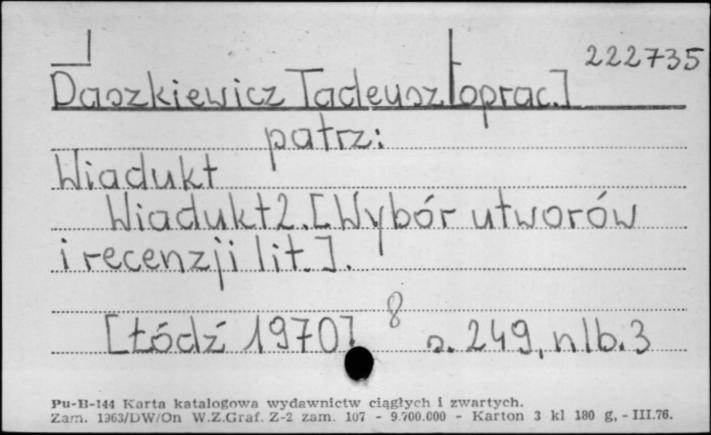 222735
Daszkiewicz Tadeusz [oprac.]
patrz:
Wiadukt
Wiadukt 2. [Wybór utworów
i recenzji lit.].
[Łódź 1970] 8 s. 249, nlb. 3
Pu-B-144 Karta katalogowa wydawnictw ciągłych i zwartych.
Zam. 1363/DW/On W.Z.Graf. Z-2 zam. 107 - 9.700.000 - Karton 3 kl 180 g, - III.76.